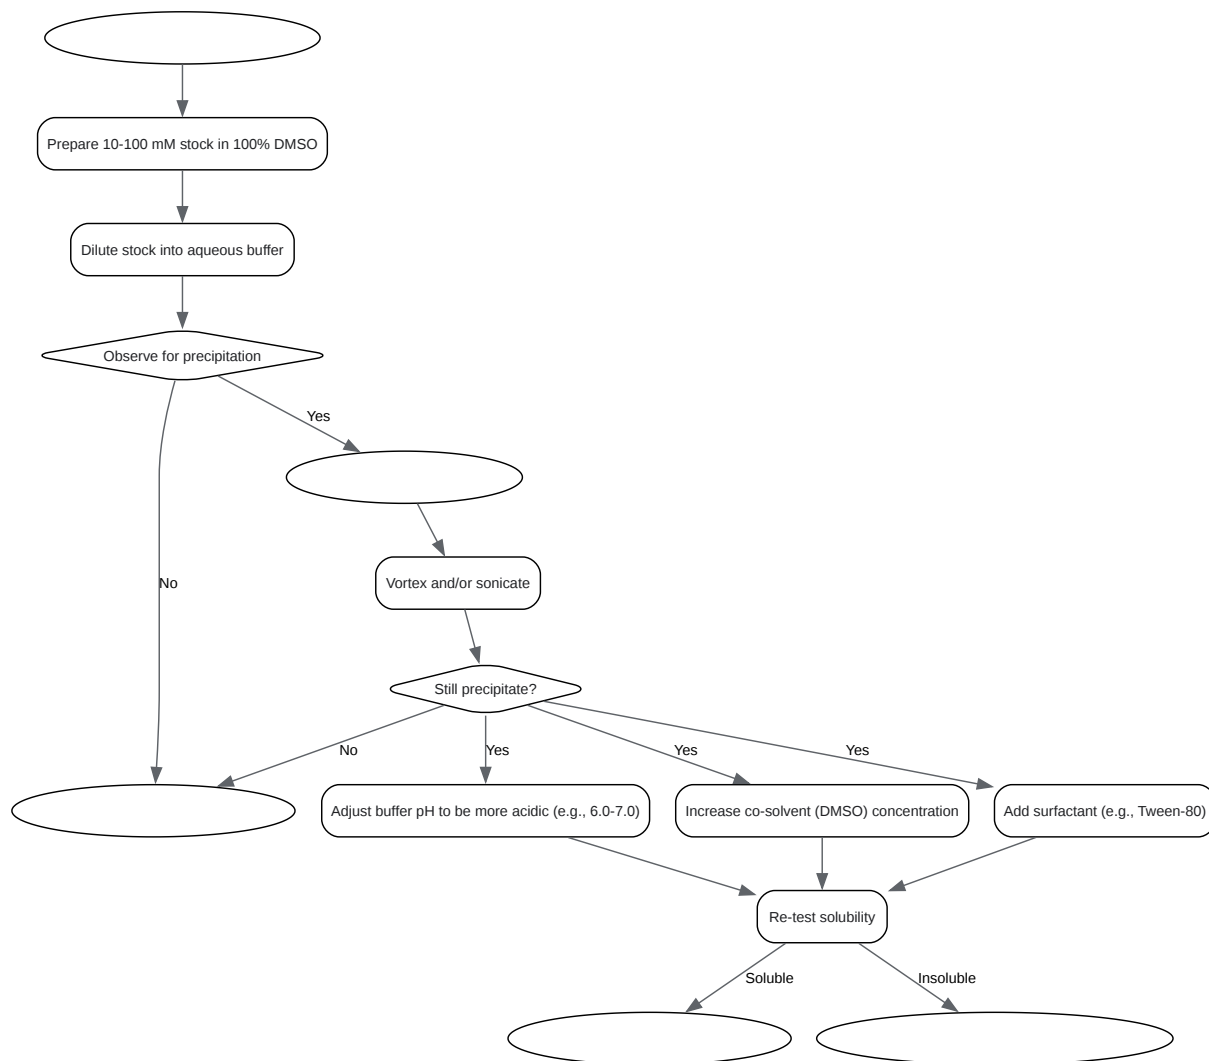 Prepare 10-100 mM stock in 100% DMSO
Dilute stock into aqueous buffer
Observe for precipitation
Yes
Vortex and/or sonicate
No
Still precipitate?
No
Yes
Yes
Yes
Adjust buffer pH to be more acidic (e.g., 6.0-7.0)
Increase co-solvent (DMSO) concentration
Add surfactant (e.g., Tween-80)
Re-test solubility
Soluble
Insoluble